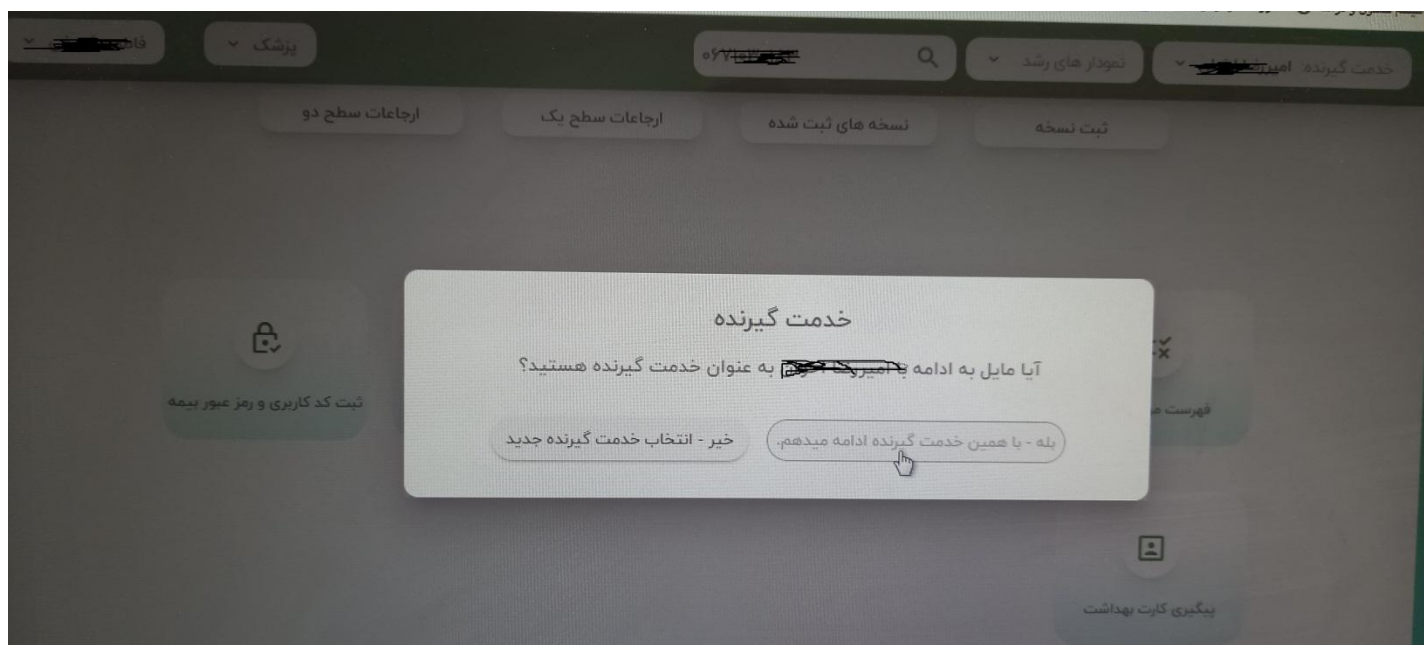 خدمت گیرنده:
نمودار های رشد
پزشک
ثبت نسخه
نسخه های ثبت شده
ارجاعات سطح یک
ارجاعات سطح دو
خدمت گیرنده
آیا مایل به ادامه به عنوان خدمت گیرنده هستید؟
بله - با همین خدمت گیرنده ادامه میدهم.
خیر - انتخاب خدمت گیرنده جدید
فهرست
ثبت کد کاربری و رمز عبور بیمه
پیگیری کارت بهداشت